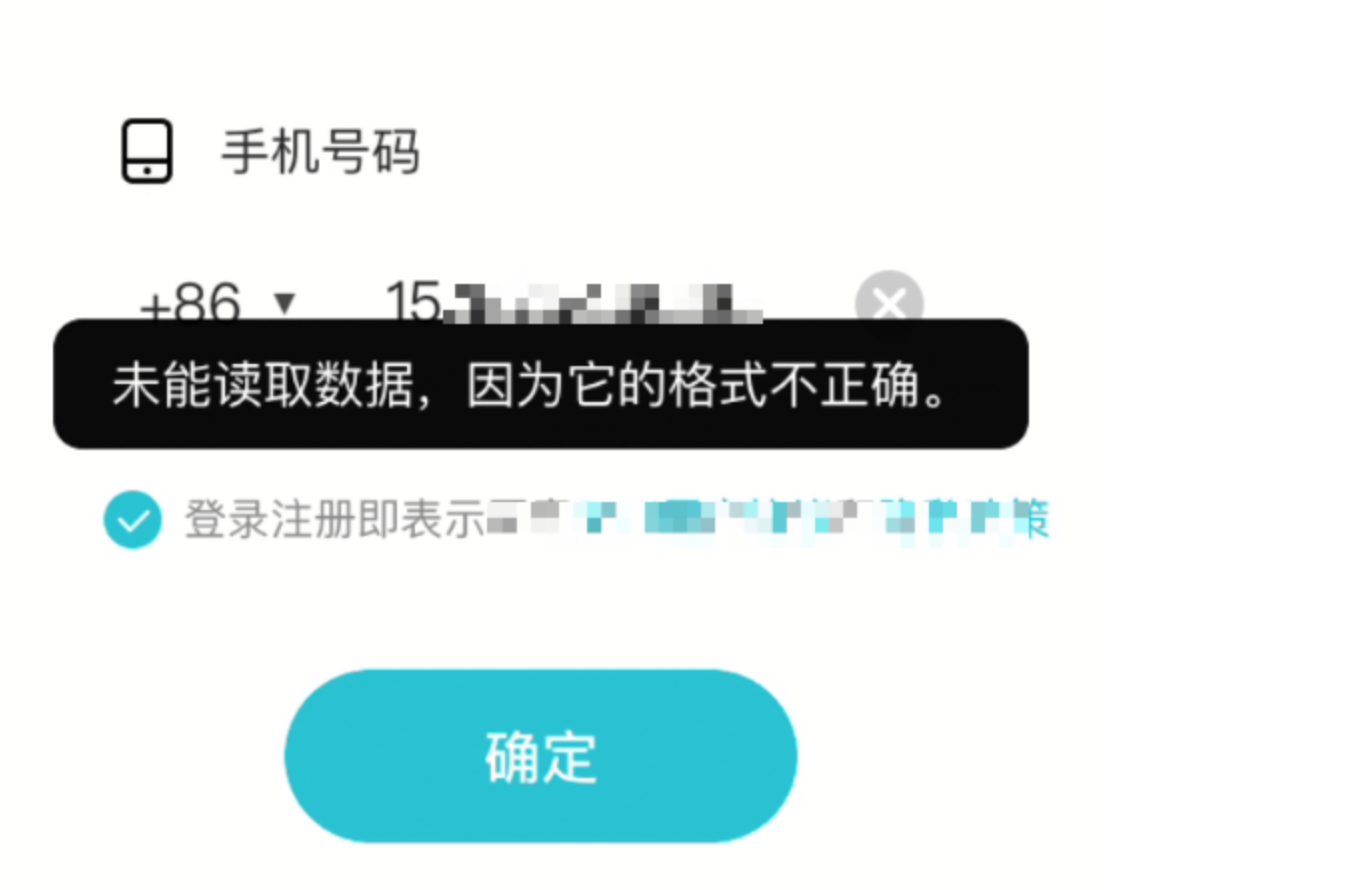 手机号码
+86 ▼ 15
未能读取数据，因为它的格式不正确。
登录注册即表示
确定